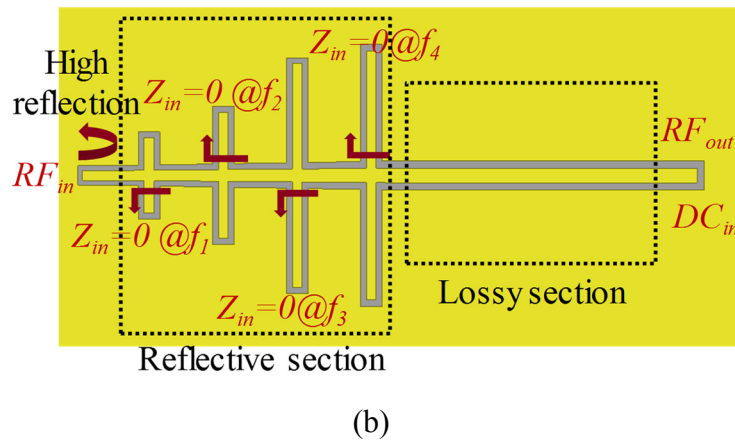 High
reflection
Z_in=0 @f_2
Z_in=0@f_4
RF_in
RF_out
DC_in
Z_in=0 @f_1
Z_in=0@f_3
Lossy section
Reflective section
(b)